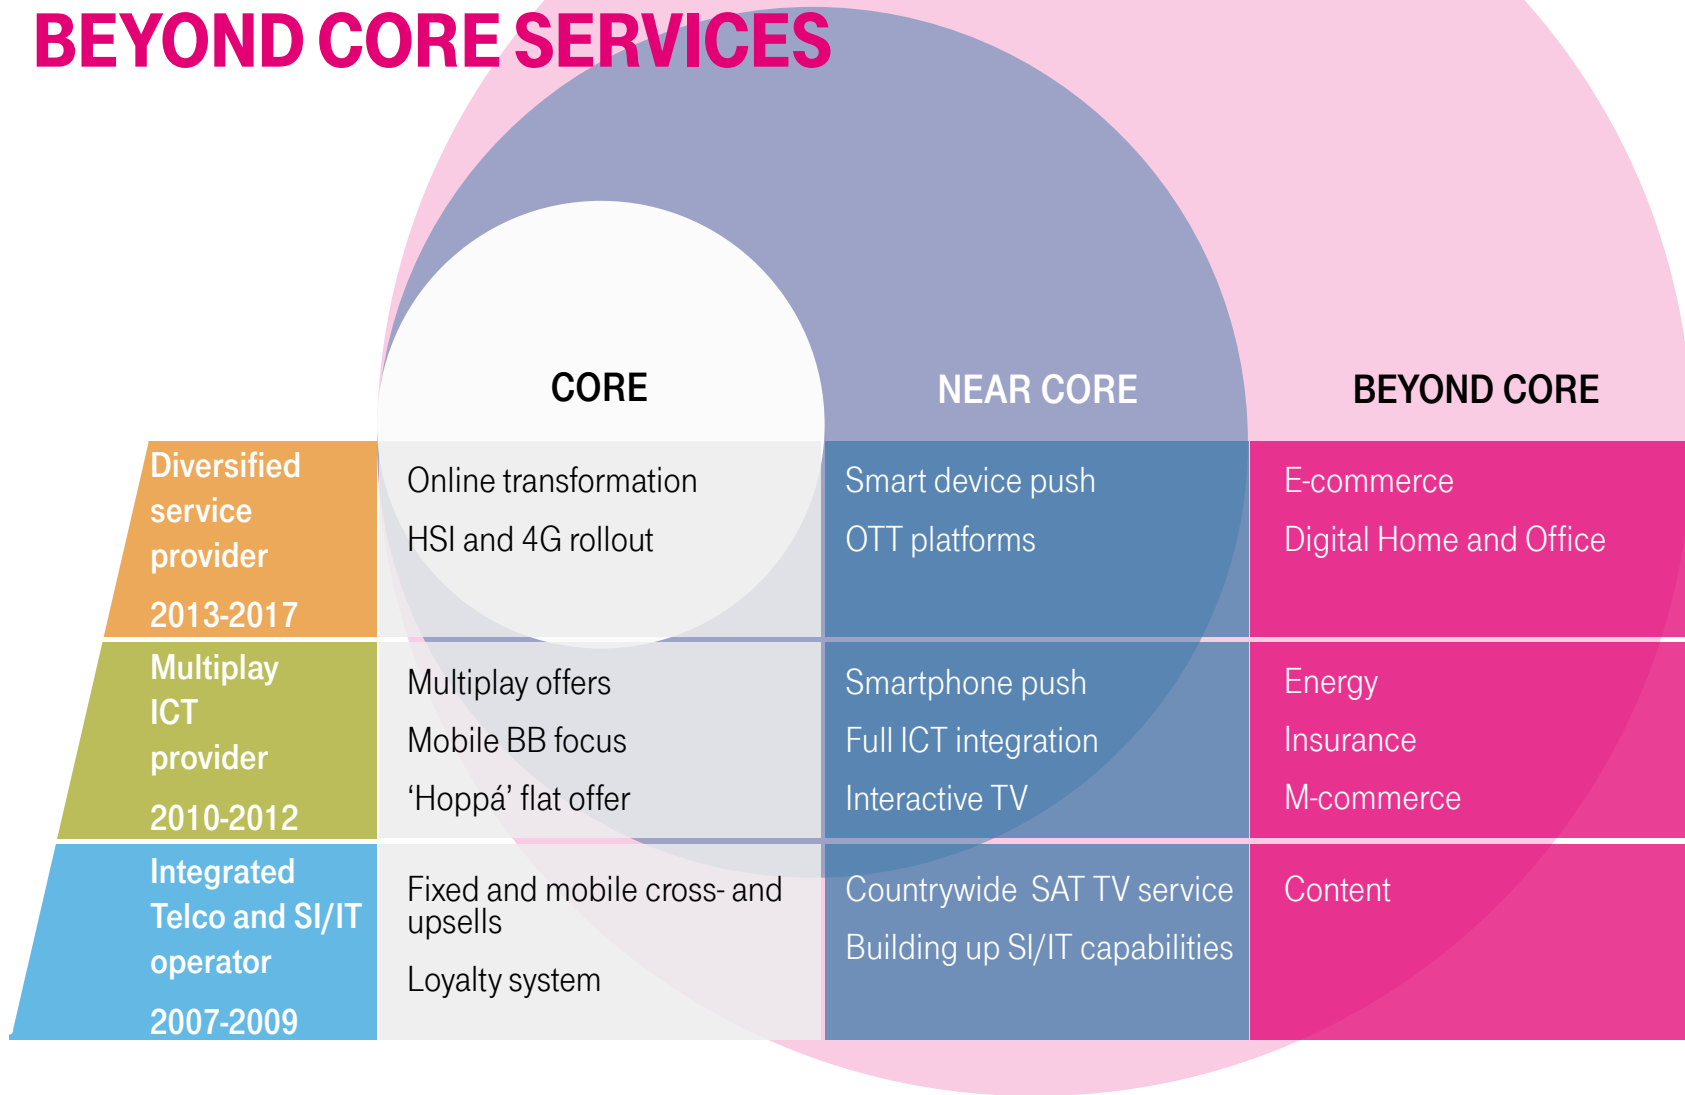 BEYOND CORE SERVICES
CORE
NEAR CORE
BEYOND CORE
Diversified
service
provider
2013-2017
Online transformation
HSI and 4G rollout
Smart device push
OTT platforms
E-commerce
Digital Home and Office
Multiplay
ICT
provider
2010-2012
Multiplay offers
Mobile BB focus
‘Hoppá’ flat offer
Smartphone push
Full ICT integration
Interactive TV
Energy
Insurance
M-commerce
Integrated
Telco and SI/IT
operator
2007-2009
Fixed and mobile cross- and
upsells
Loyalty system
Countrywide SAT TV service
Building up SI/IT capabilities
Content